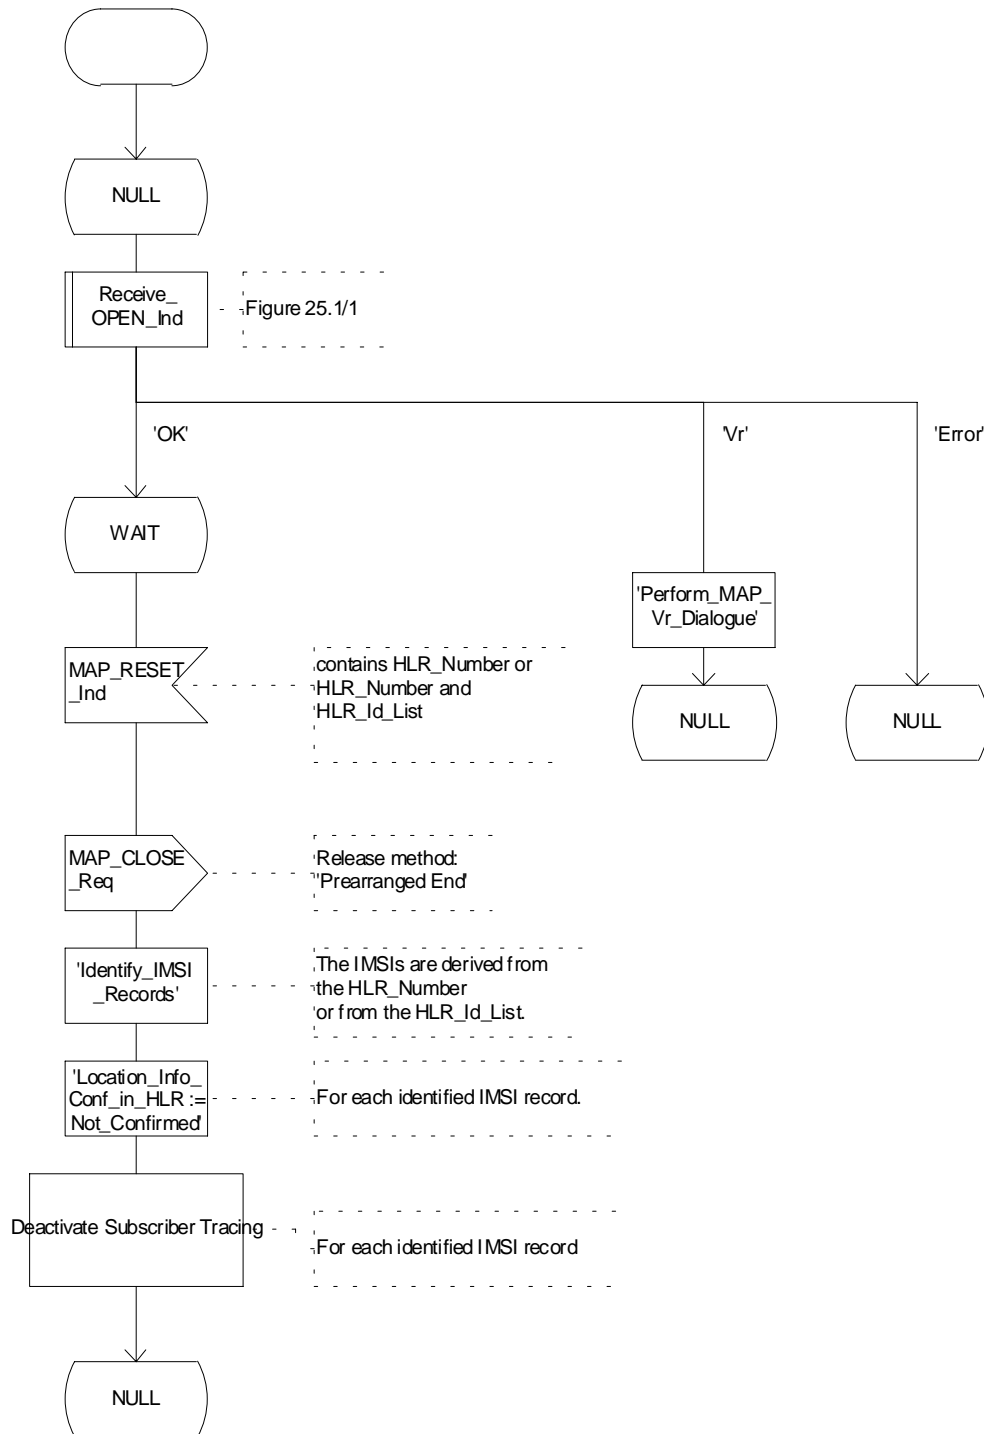 NULL
Receive_
OPEN_Ind
Figure 25.1/1
'OK'
'Vr'
'Error'
WAIT
'Perform_MAP_
Vr_Dialogue'
MAP_RESET
_Ind
contains HLR_Number or
HLR_Number and
HLR_Id_List
NULL
NULL
MAP_CLOSE
_Req
Release method:
'Prearranged End'
'Identify_IMSI
_Records'
The IMSIs are derived from
the HLR_Number
or from the HLR_Id_List.
'Location_Info_
Conf_in_HLR :=
Not_Confirmed'
For each identified IMSI record.
Deactivate Subscriber Tracing
For each identified IMSI record
NULL